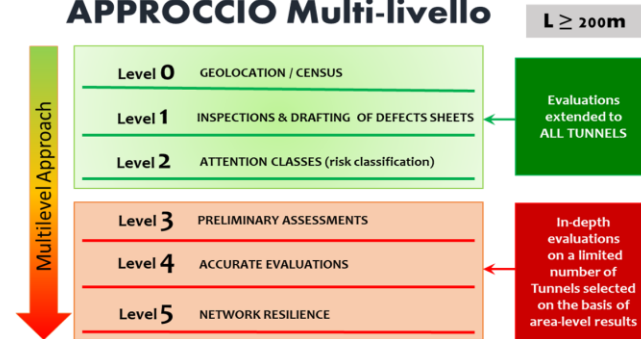 APPROCCIO Multi-livello
L ≥ 200m
Multilevel Approach
Level 0 GEOLOCATION / CENSUS
Level 1 INSPECTIONS & DRAFTING OF DEFECTS SHEETS
Level 2 ATTENTION CLASSES (risk classification)
Evaluations
extended to
ALL TUNNELS
Level 3 PRELIMINARY ASSESSMENTS
Level 4 ACCURATE EVALUATIONS
Level 5 NETWORK RESILIENCE
In-depth
evaluations
on a limited
number of
Tunnels selected
on the basis of
area-level results